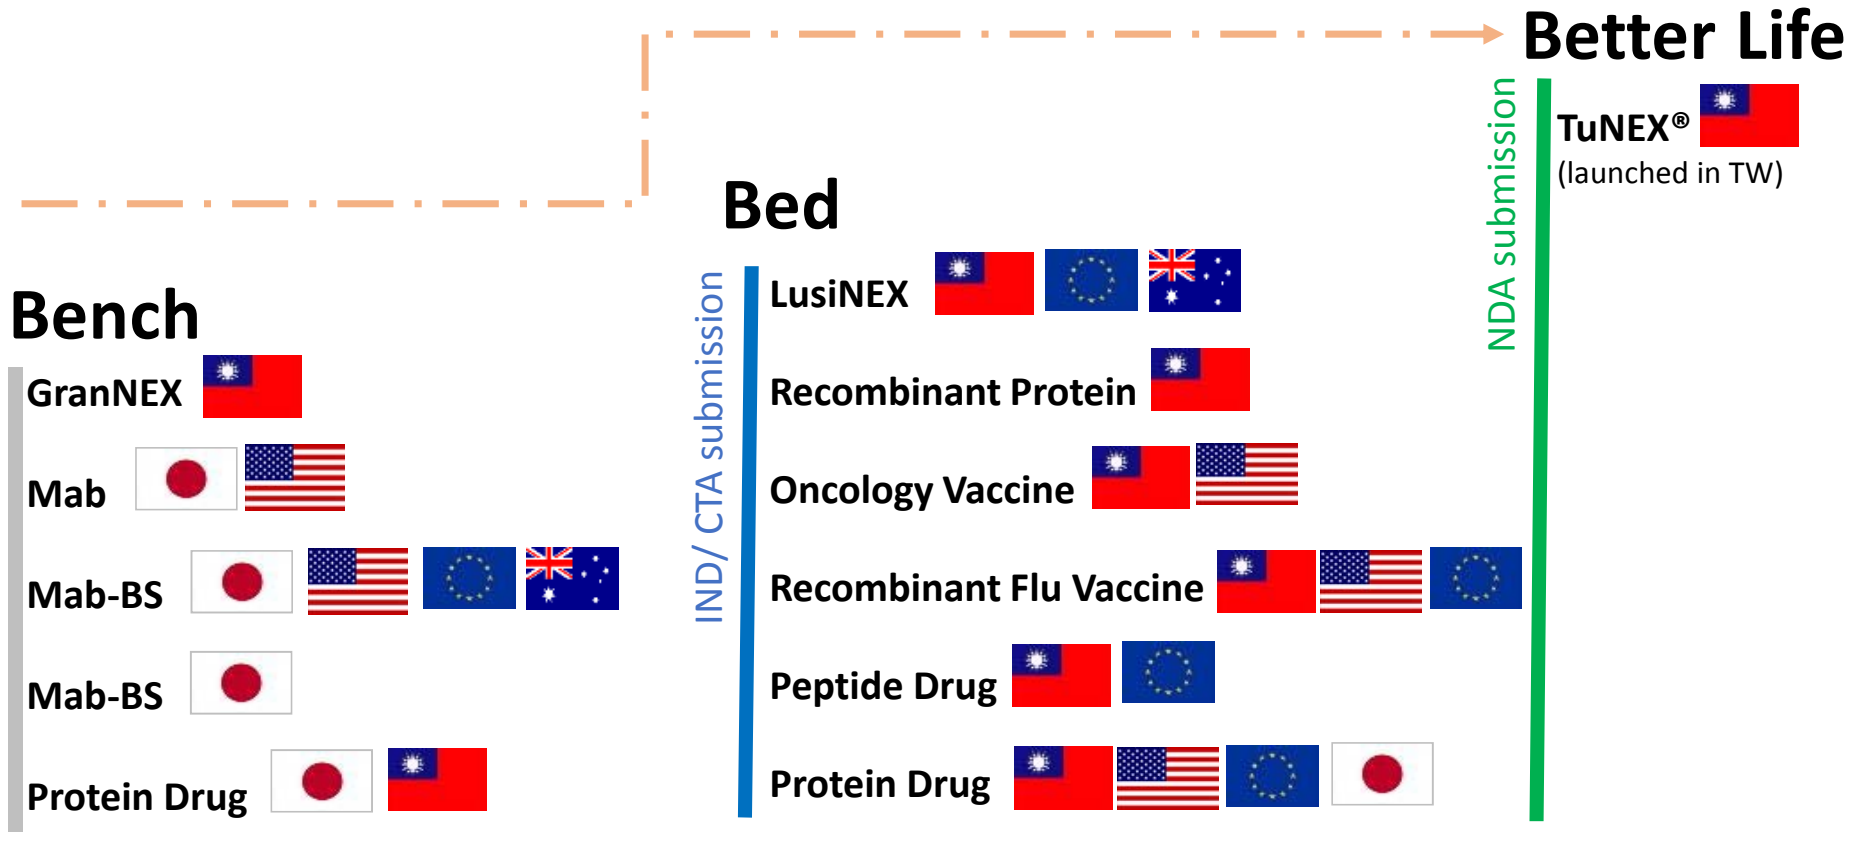 Better Life
NDA submission
TuNEX®
(launched in TW)
Bed
IND/ CTA submission
LusiNEX
Recombinant Protein
Oncology Vaccine
Recombinant Flu Vaccine
Peptide Drug
Protein Drug
Bench
GranNEX
Mab
Mab-BS
Mab-BS
Protein Drug